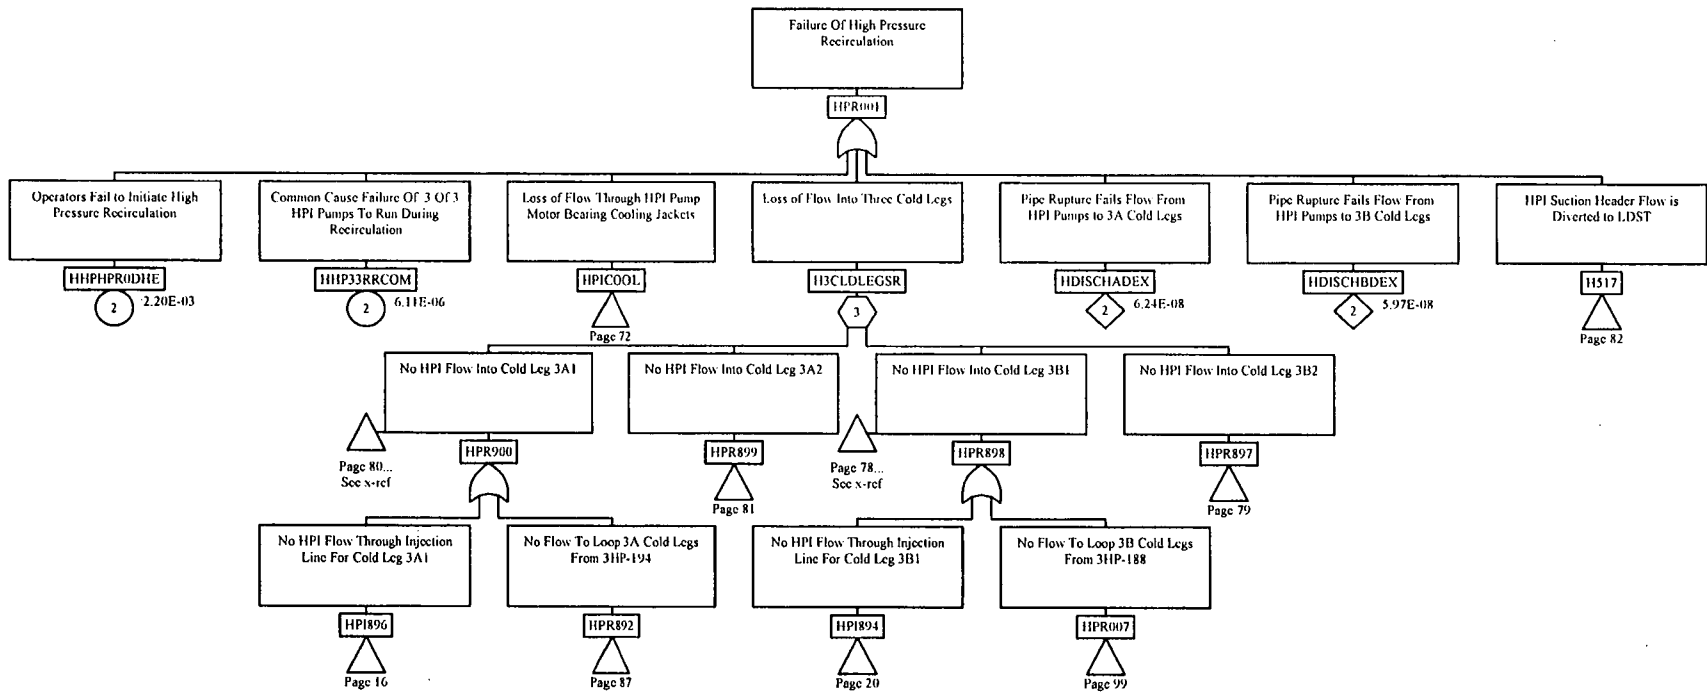 Failure Of High Pressure
Recirculation
HPR001
Operators Fail to Initiate High
Pressure Recirculation
Common Cause Failure Of 3 Of 3
HPI Pumps To Run During
Recirculation
Loss of Flow Through HPI Pump
Motor Bearing Cooling Jackets
Loss of Flow Into Three Cold Legs
Pipe Rupture Fails Flow From
HPI Pumps to 3A Cold Legs
Pipe Rupture Fails Flow From
HPI Pumps to 3B Cold Legs
HPI Suction Header Flow is
Diverted to LDST
HHPHPR0DHE
2
2.20E-03
HHP33RRCOM
2
6.11E-06
HPICOOL
Page 72
H3CLDLEGSR
3
HDISCHADEX
2
6.24E-08
HDISCHBDEX
2
5.97E-08
H517
Page 82
No HPI Flow Into Cold Leg 3A1
No HPI Flow Into Cold Leg 3A2
No HPI Flow Into Cold Leg 3B1
No HPI Flow Into Cold Leg 3B2
Page 80...
See x-ref
HPR900
HPR899
Page 81
Page 78...
See x-ref
HPR898
HPR897
Page 79
No HPI Flow Through Injection
Line For Cold Leg 3A1
No Flow To Loop 3A Cold Legs
From 3HP-194
No HPI Flow Through Injection
Line For Cold Leg 3B1
No Flow To Loop 3B Cold Legs
From 3HP-188
HPI896
Page 16
HPR892
Page 87
HPI894
Page 20
HPR007
Page 99